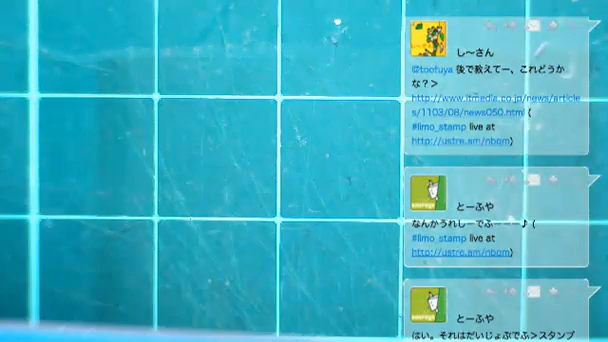 し～さん
@toofuya 後で教えてー、これどうか
な？＞
http://www.itmedia.co.jp/news/article
s/1103/08/news050.html (
#limo_stamp live at
http://ustre.am/nbom)
とーふや
なんかうれしーでふーーー♪ (
#limo_stamp live at
http://ustre.am/nbom)
とーふや
はい。それはだいじょぶでふ＞スタンプ